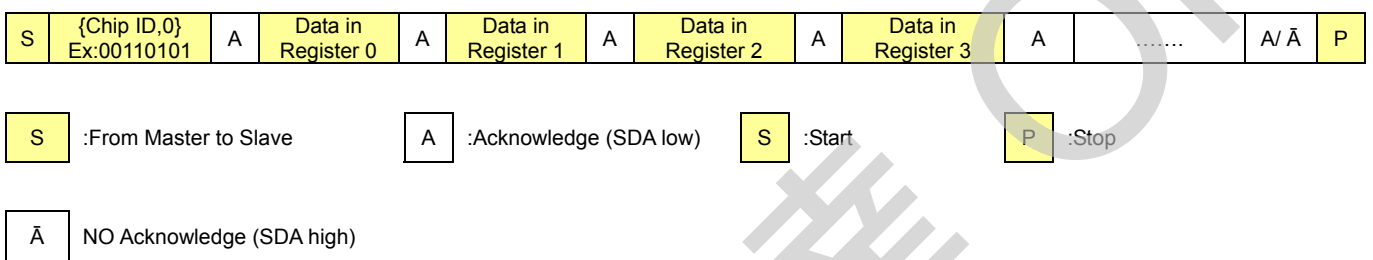 S {Chip ID,0} Ex:00110101 A Data in Register 0 A Data in Register 1 A Data in Register 2 A Data in Register 3 A ……. A/ Ā P
S :From Master to Slave A :Acknowledge (SDA low) S :Start P :Stop
Ā NO Acknowledge (SDA high)